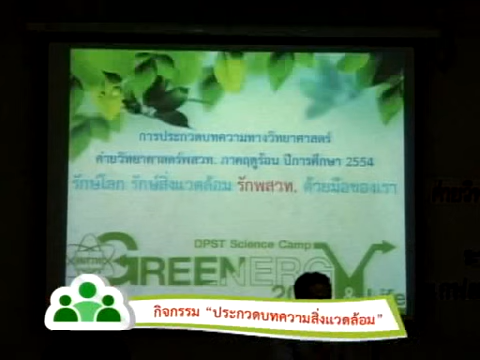 การประกวดบทความทางวิทยาศาสตร์
ค่ายวิทยาศาสตร์พสวท. ภาคฤดูร้อน ปีการศึกษา 2554
รักษ์โลก รักษ์สิ่งแวดล้อม รักพสวท. ด้วยมือของเรา
DPST Science Camp
GREENERGY
& Life
กิจกรรม “ประกวดบทความสิ่งแวดล้อม”